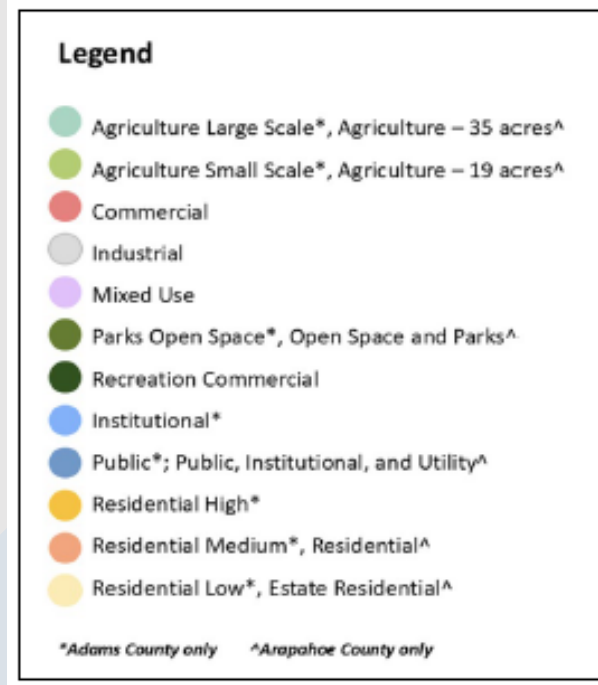 Legend
Agriculture Large Scale*, Agriculture – 35 acres^
Agriculture Small Scale*, Agriculture – 19 acres^
Commercial
Industrial
Mixed Use
Parks Open Space*, Open Space and Parks^
Recreation Commercial
Institutional*
Public*; Public, Institutional, and Utility^
Residential High*
Residential Medium*, Residential^
Residential Low*, Estate Residential^
*Adams County only ^Arapahoe County only